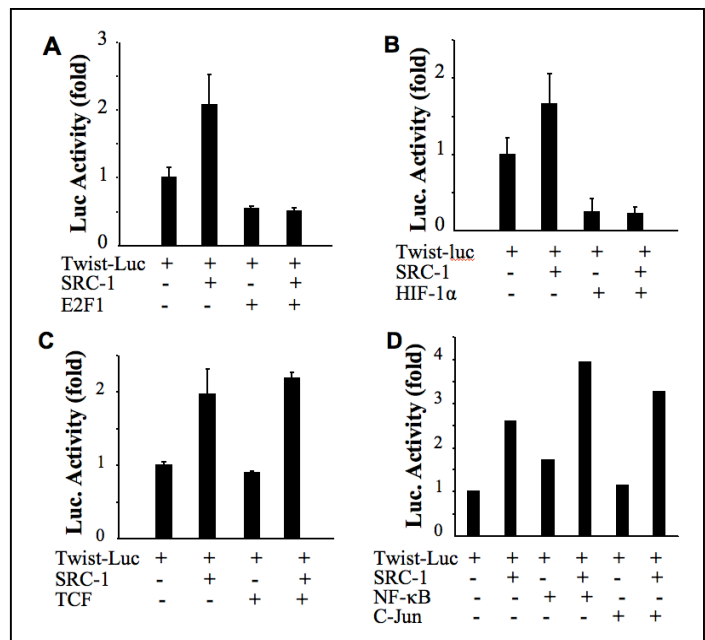 A
Luc Activity (fold)
3
2
1
0
Twist-Luc + + + +
SRC-1 - + - +
E2F1 - - + +
B
Luc. Activity (fold)
2
1
0
Twist-luc + + + +
SRC-1 - + - +
HIF-1α - - + +
C
Luc. Activity (fold)
2
1
0
Twist-Luc + + + +
SRC-1 - + - +
TCF - - + +
D
Luc. Activity (fold)
4
3
2
1
0
Twist-Luc + + + + + +
SRC-1 - + - + - +
NF-κB - - + + - -
C-Jun - - - - + +